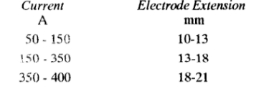 Current Electrode Extension
A mm
50 - 150 10-13
150 - 350 13-18
350 - 400 18-21